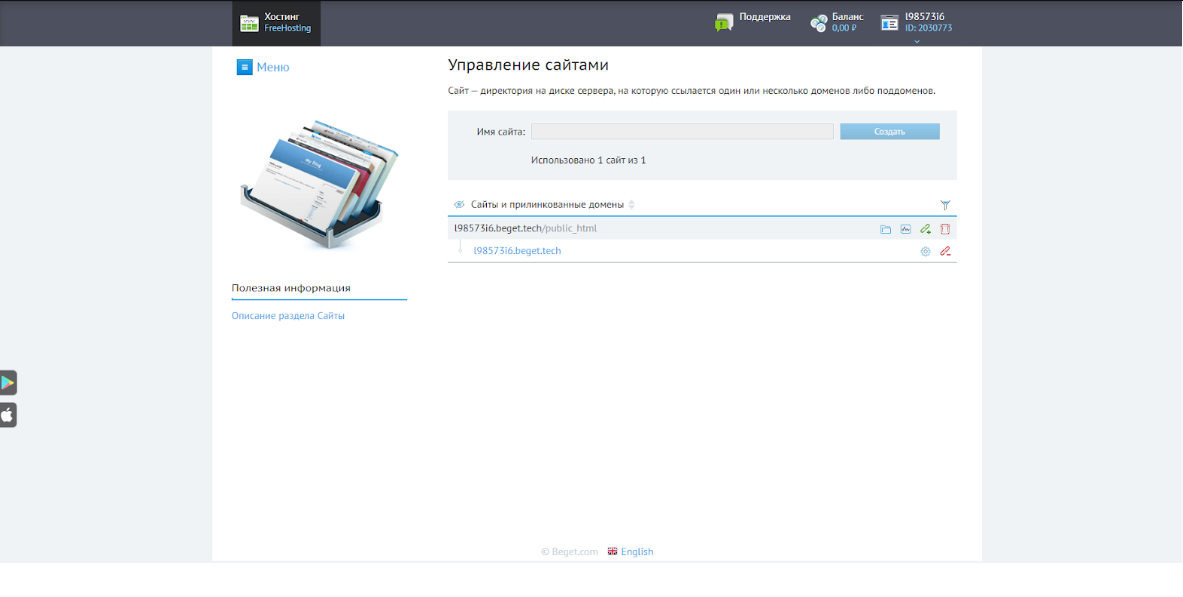 Хостинг
FreeHosting
Поддержка
Баланс
0,00 ₽
l98573i6
ID: 2030773
Меню
Управление сайтами
Сайт — директория на диске сервера, на которую ссылается один или несколько доменов либо поддоменов.
Имя сайта:
Создать
Использовано 1 сайт из 1
Сайты и прилинкованные домены
l98573i6.beget.tech/public_html
l98573i6.beget.tech
Полезная информация
Описание раздела Сайты
© Beget.com English